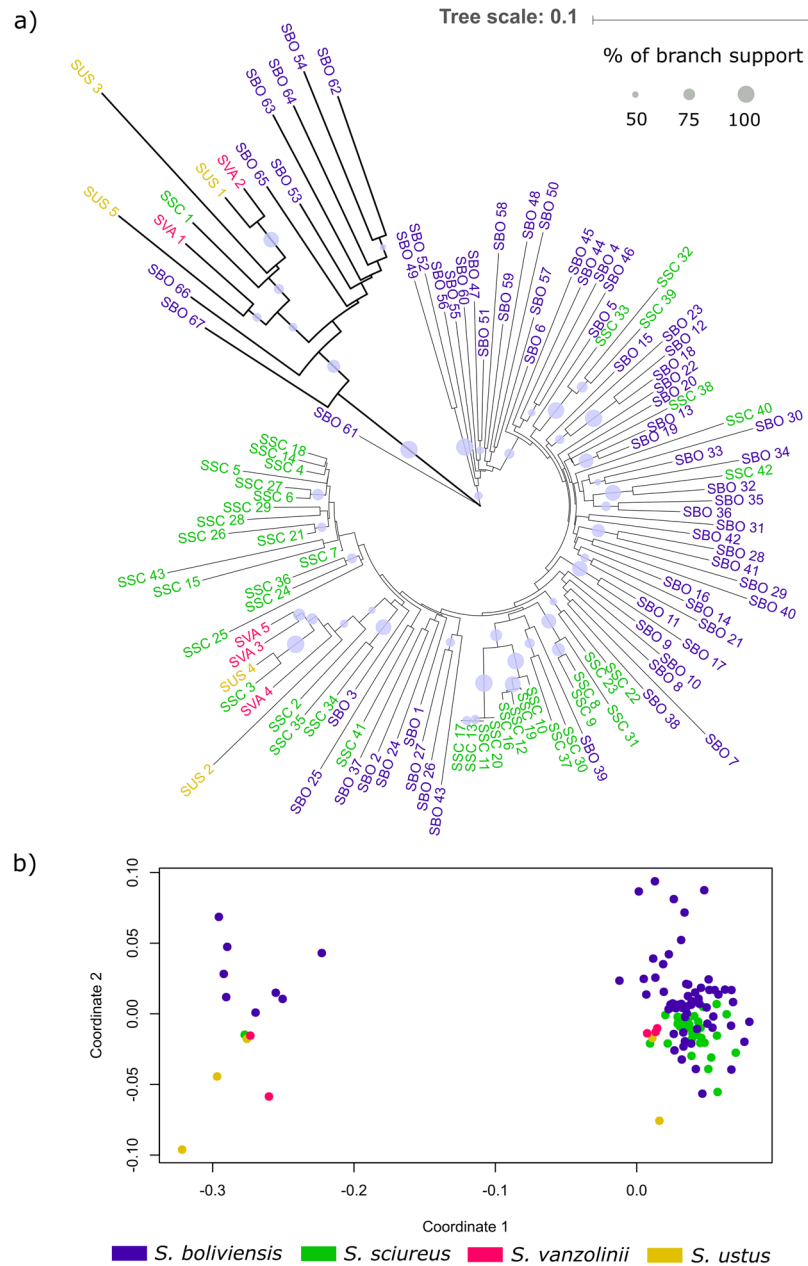 a)
Tree scale: 0.1
% of branch support
50 75 100
SUS 3
SUS 5
SSC 1
SVA 1
SUS 1
SVA 2
SBO 65
SBO 53
SBO 63
SBO 64
SBO 54
SBO 62
SBO 66
SBO 67
SBO 61
SBO 49
SBO 52
SBO 56
SBO 55
SBO 60
SBO 47
SBO 51
SBO 58
SBO 59
SBO 48
SBO 50
SBO 57
SBO 6
SBO 45
SBO 44
SBO 4
SBO 46
SBO 5
SSC 33
SSC 32
SSC 39
SBO 15
SBO 23
SBO 12
SBO 18
SBO 22
SBO 20
SSC 38
SBO 13
SBO 19
SSC 40
SBO 30
SBO 33
SBO 34
SSC 42
SBO 32
SBO 35
SBO 36
SBO 31
SBO 42
SBO 28
SBO 41
SBO 29
SBO 40
SBO 16
SBO 14
SBO 21
SBO 11
SBO 17
SBO 9
SBO 10
SBO 8
SBO 7
SBO 38
SSC 22
SSC 23
SSC 31
SSC 8
SSC 9
SBO 39
SSC 30
SSC 37
SSC 10
SSC 19
SSC 12
SSC 16
SSC 20
SSC 11
SSC 13
SSC 17
SBO 43
SBO 26
SBO 27
SBO 1
SBO 24
SBO 2
SBO 37
SSC 41
SBO 25
SBO 3
SSC 34
SSC 35
SSC 2
SUS 2
SVA 4
SSC 3
SUS 4
SVA 3
SVA 5
SSC 25
SSC 24
SSC 36
SSC 7
SSC 15
SSC 43
SSC 21
SSC 26
SSC 28
SSC 29
SSC 6
SSC 27
SSC 5
SSC 4
SSC 14
SSC 18
b)
0.10
0.05
0.00
-0.05
-0.10
Coordinate 2
-0.3 -0.2 -0.1 0.0
Coordinate 1
S. boliviensis S. sciureus S. vanzolinii S. ustus